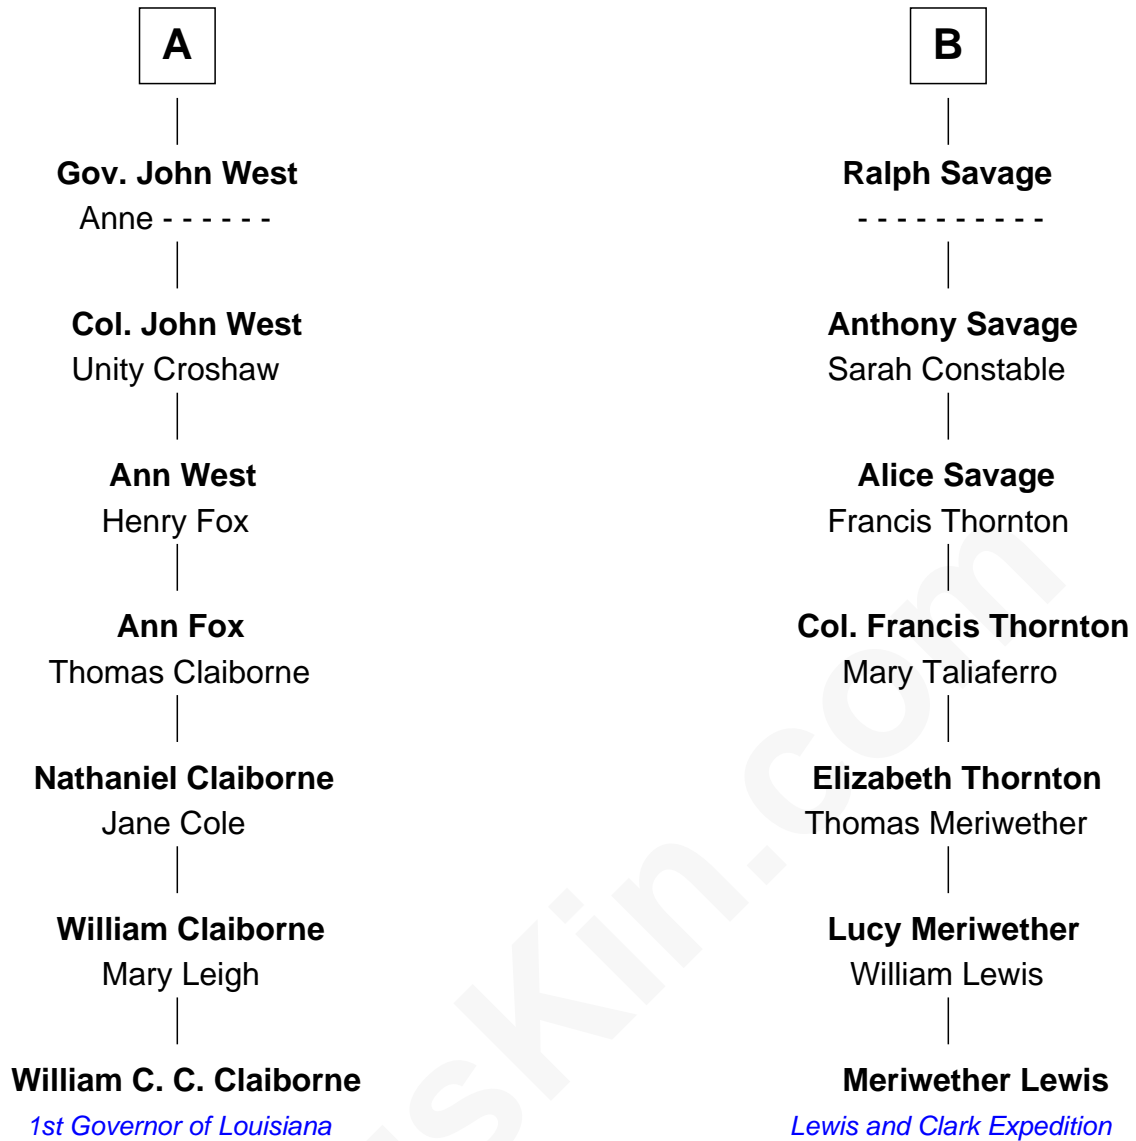 A
Gov. John West
Anne - - - - - -
Col. John West
Unity Croshaw
Ann West
Henry Fox
Ann Fox
Thomas Claiborne
Nathaniel Claiborne
Jane Cole
William Claiborne
Mary Leigh
William C. C. Claiborne
1st Governor of Louisiana
B
Ralph Savage
- - - - - - - - - -
Anthony Savage
Sarah Constable
Alice Savage
Francis Thornton
Col. Francis Thornton
Mary Taliaferro
Elizabeth Thornton
Thomas Meriwether
Lucy Meriwether
William Lewis
Meriwether Lewis
Lewis and Clark Expedition
sKin.com